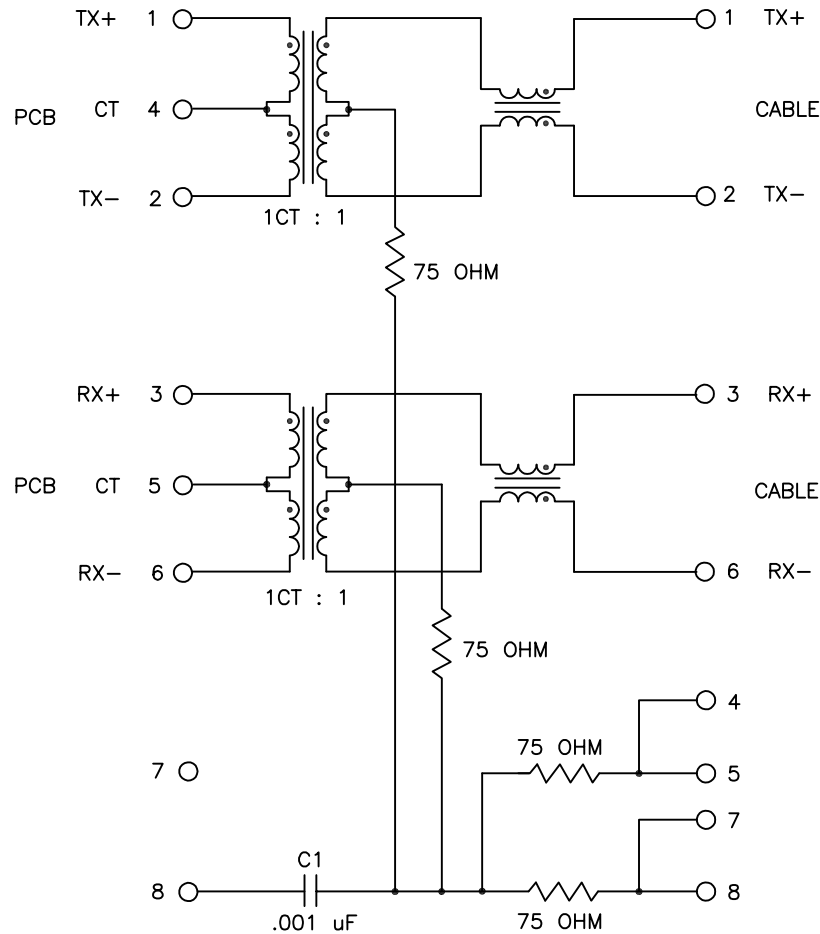 TX+ 1
1 TX+
PCB CT 4
CABLE
TX− 2
2 TX−
1CT : 1
75 OHM
RX+ 3
3 RX+
PCB CT 5
CABLE
RX− 6
6 RX−
1CT : 1
75 OHM
4
75 OHM
7
5
7
C1
8
8
.001 uF
75 OHM